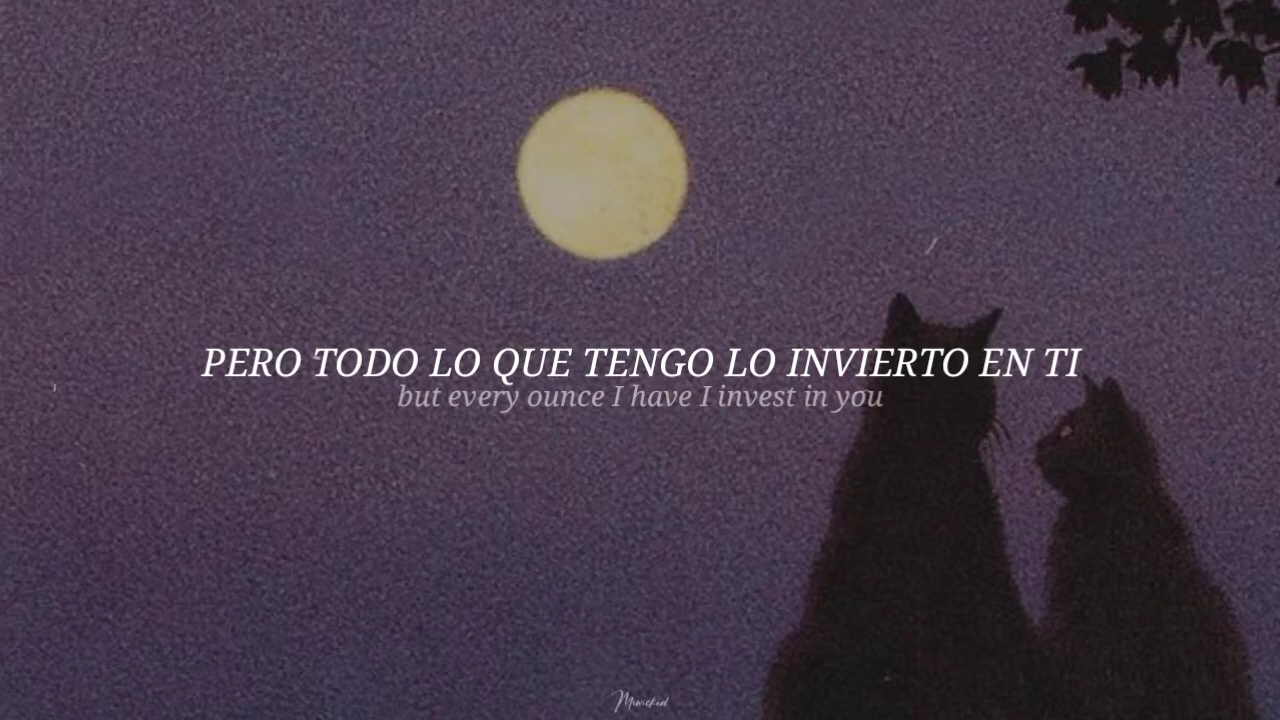 PERO TODO LO QUE TENGO LO INVIERTO EN TI
but every ounce I have I invest in you